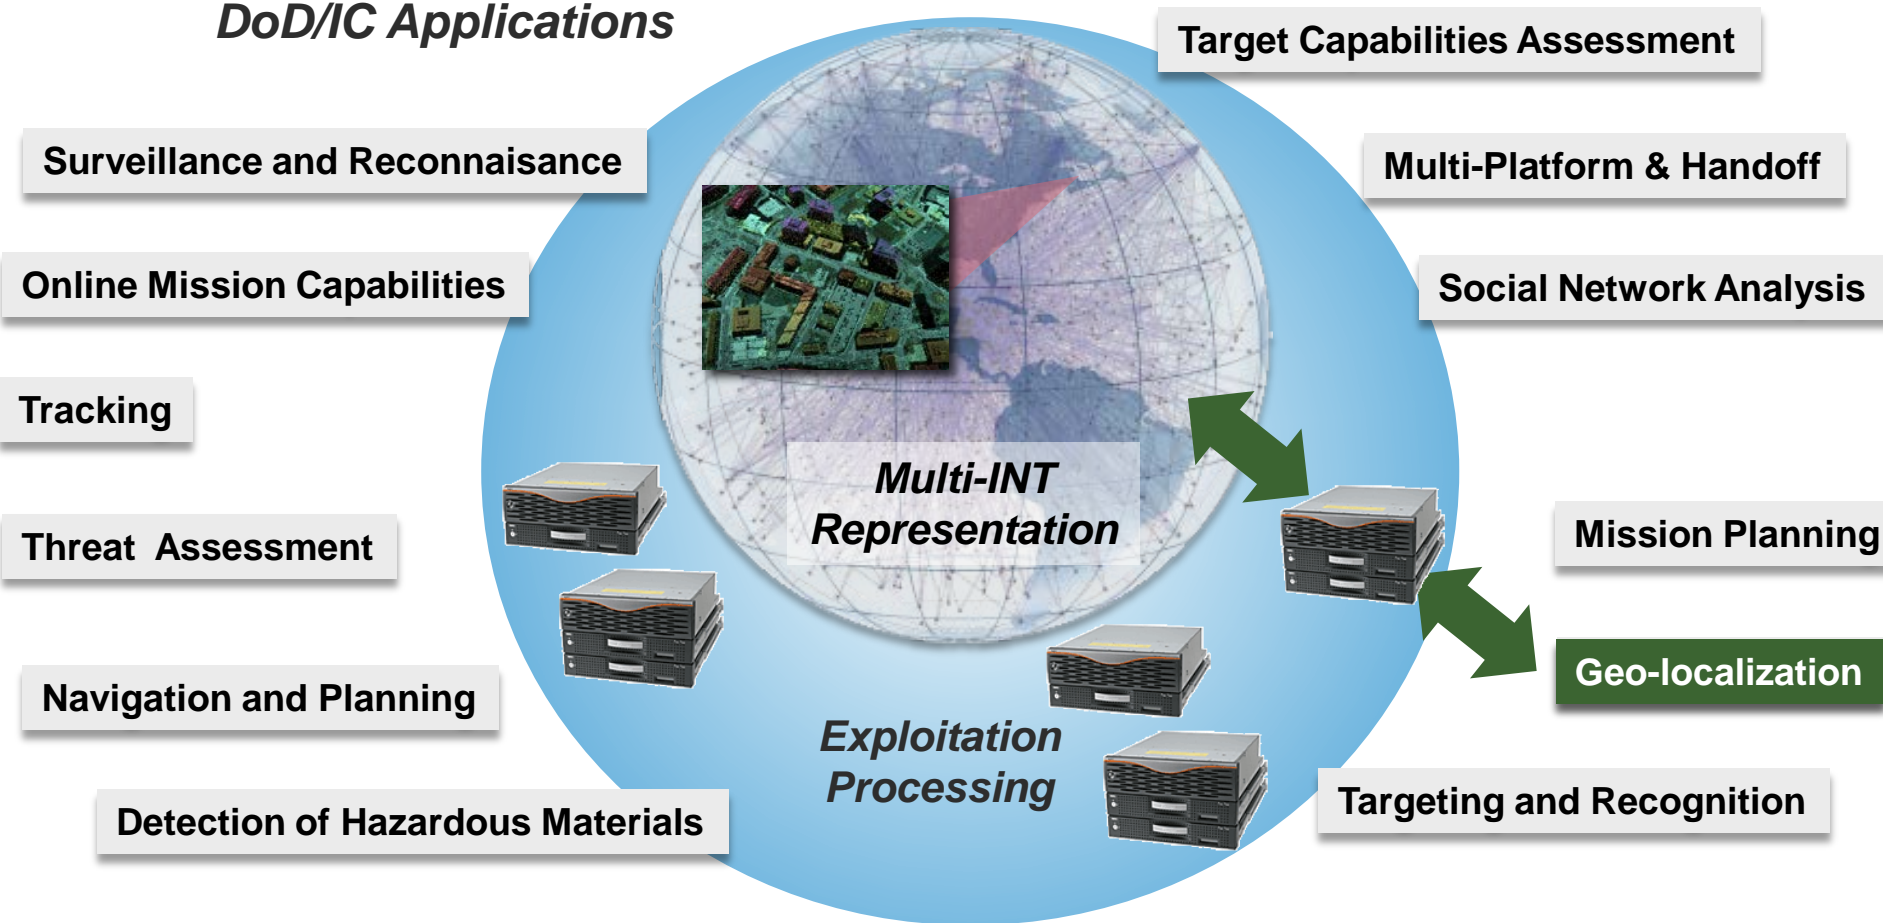 DoD/IC Applications
Target Capabilities Assessment
Surveillance and Reconnaisance
Multi-Platform & Handoff
Online Mission Capabilities
Social Network Analysis
Tracking
Multi-INT
Representation
Threat Assessment
Mission Planning
Geo-localization
Navigation and Planning
Exploitation
Processing
Targeting and Recognition
Detection of Hazardous Materials